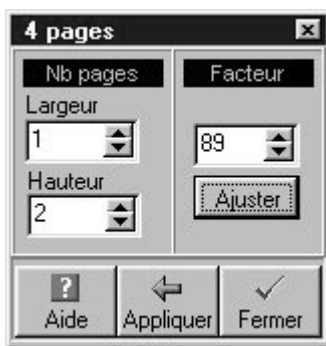 4 pages
Nb pages
Facteur
Largeur
1
89
Hauteur
2
Ajuster
?
Aide
Appliquer
Fermer